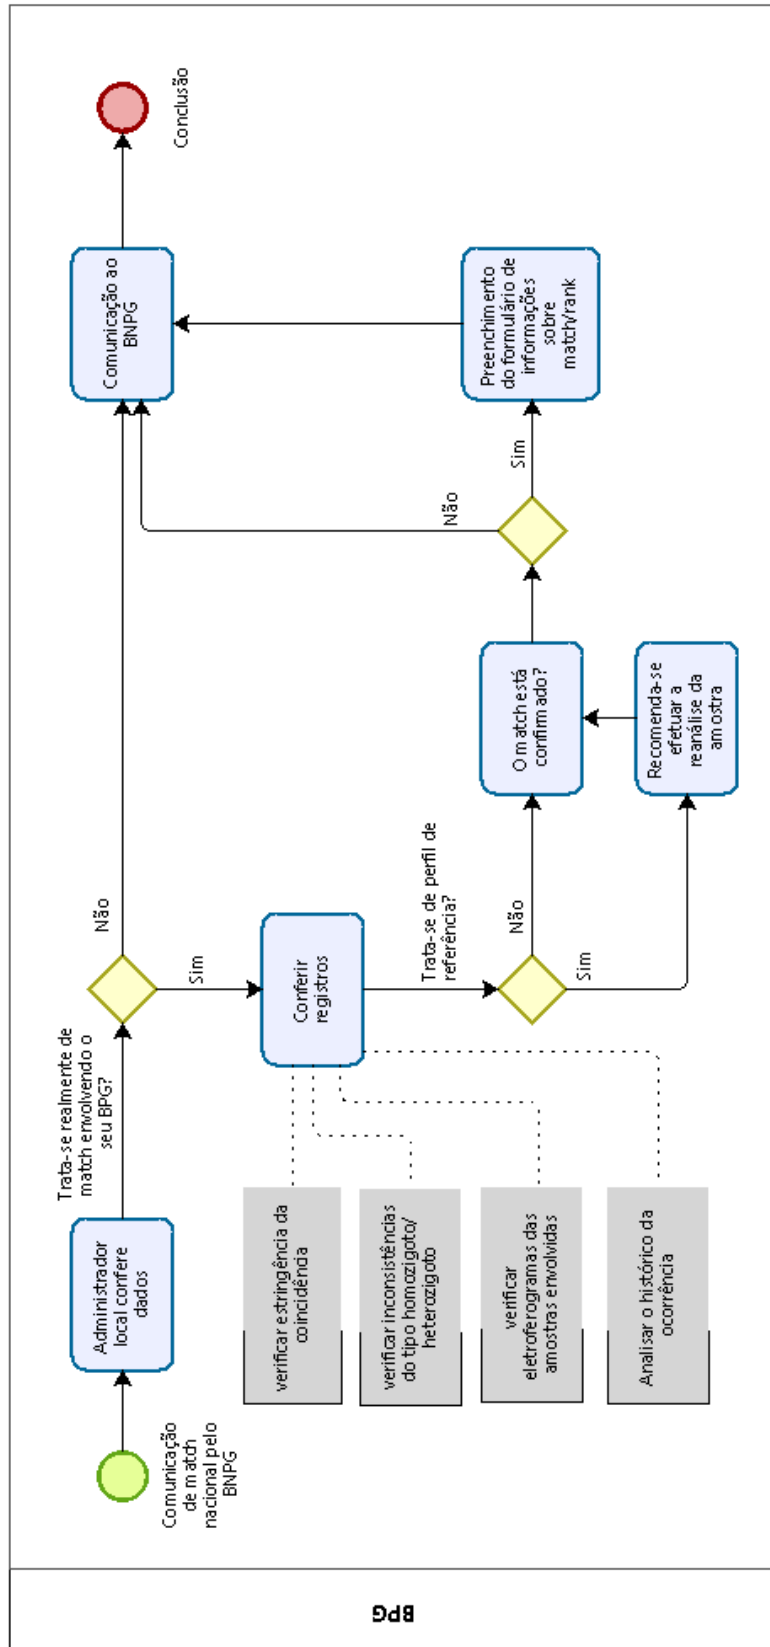 BPG
Comunicação
de match
nacional pelo
BNPG
Administrador
local confere
dados
Trata-se realmente de
match envolvendo o
seu BPG?
Não
Sim
Comunicação ao
BNPG
Conclusão
verificar estringência da
coincidência
verificar inconsistências
do tipo homozigoto/
heterozigoto
verificar
eletroferogramas das
amostras envolvidas
Analisar o histórico da
ocorrência
Conferir
registros
Trata-se de perfil de
referência?
Não
Sim
O match está
confirmado?
Recomenda-se
efetuar a
reanálise da
amostra
Não
Sim
Preenchimento
do formulário de
informações
sobre
match/rank